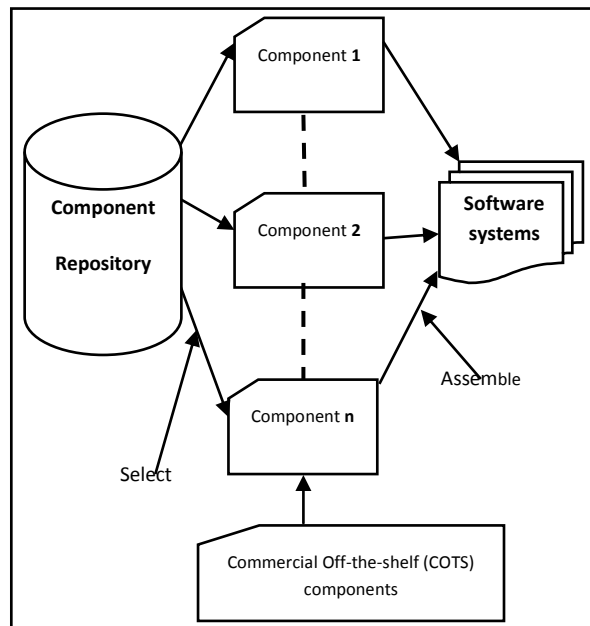 Component 1
Component
Repository
Component 2
Software
systems
Assemble
Component n
Select
Commercial Off-the-shelf (COTS)
components